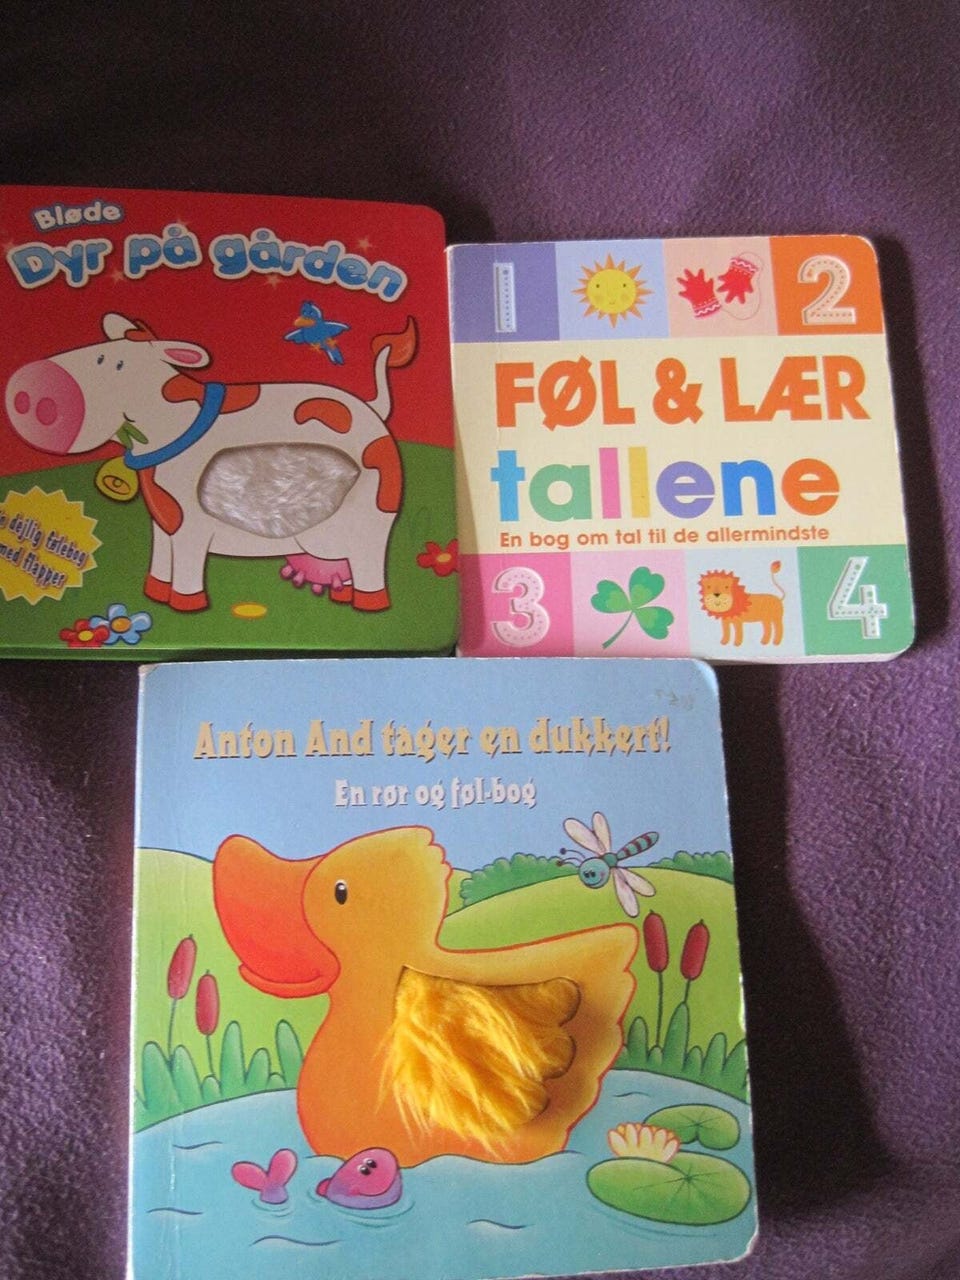 Bløde
Dyr på gården
n dejlig følebog
med flapper
1
2
FØL & LÆR
tallene
En bog om tal til de allermindste
3
4
Anton And tager en dukkert!
En rør og føl-bog